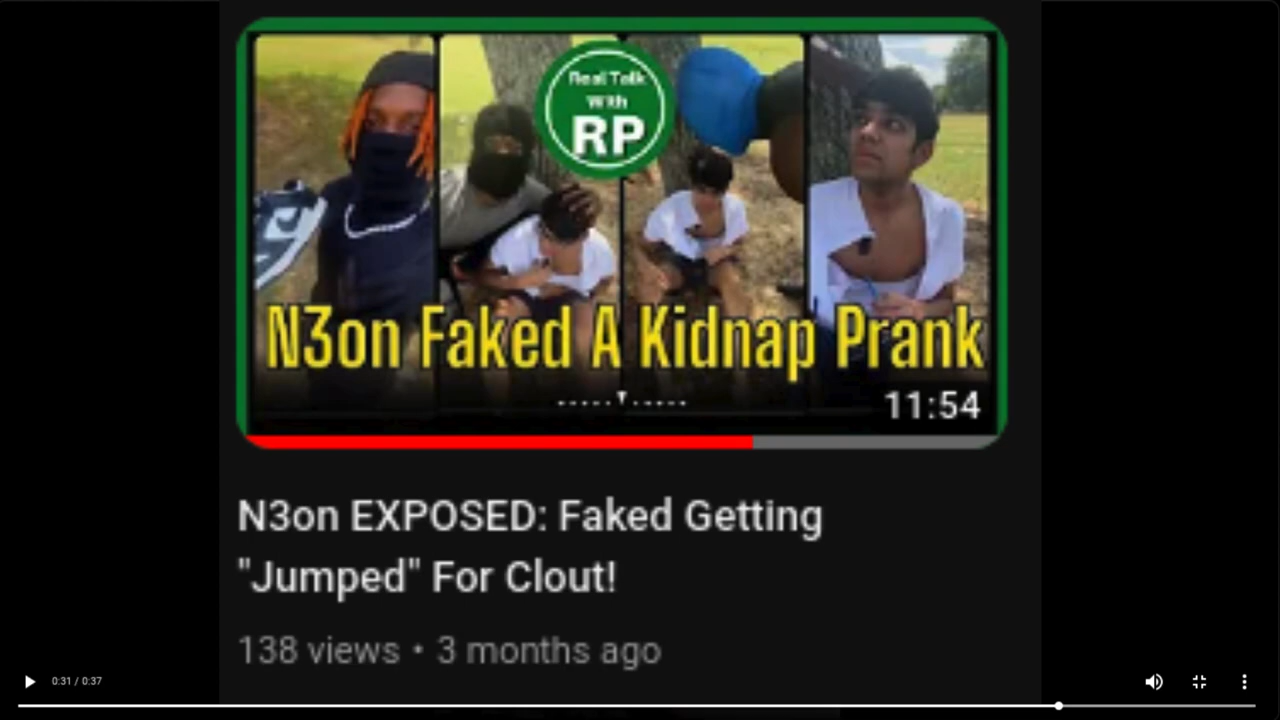 Real Talk
With
RP
N3on Faked A Kidnap Prank
11:54
N3on EXPOSED: Faked Getting
"Jumped" For Clout!
138 views • 3 months ago
0:31 / 0:37